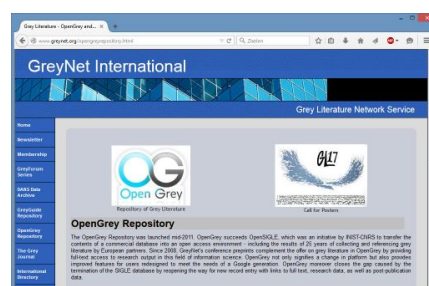 Grey Literature - OpenGrey and...
www.greynet.org/opengreyrepository.html
Zoeken
GreyNet International
Grey Literature Network Service
Home
Newsletter
Membership
GreyForum
Series
DANS Data
Archive
GreyGuide
Repository
OpenGrey
Repository
The Grey
Journal
International
Directory
OG
Open Grey
Repository of Grey Literature
GL17
Call for Posters
OpenGrey Repository
The OpenGrey Repository was launched mid-2011. OpenGrey succeeds OpenSIGLE, which was an initiative by INIST-CNRS to transfer the
contents of a commercial database into an open access environment - including the results of 25 years of collecting and referencing grey
literature by European partners. Since 2008, GreyNet's conference preprints complement the offer on grey literature in OpenGrey by providing
full-text access to research output in this field of information science. OpenGrey not only signifies a change in platform but also provides
improved features for users redesigned to meet the needs of a Google generation. OpenGrey moreover closes the gap caused by the
termination of the SIGLE database by reopening the way for new record entry with links to full text, research data, as well as post-publication
data.